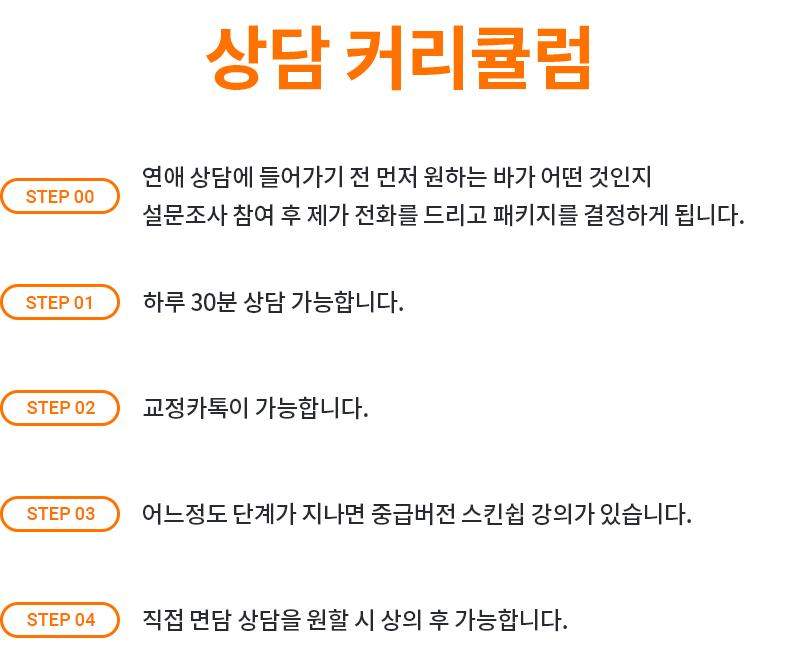 상담 커리큘럼
STEP 00
연애 상담에 들어가기 전 먼저 원하는 바가 어떤 것인지
설문조사 참여 후 제가 전화를 드리고 패키지를 결정하게 됩니다.
STEP 01
하루 30분 상담 가능합니다.
STEP 02
교정카톡이 가능합니다.
STEP 03
어느정도 단계가 지나면 중급버전 스킨쉽 강의가 있습니다.
STEP 04
직접 면담 상담을 원할 시 상의 후 가능합니다.